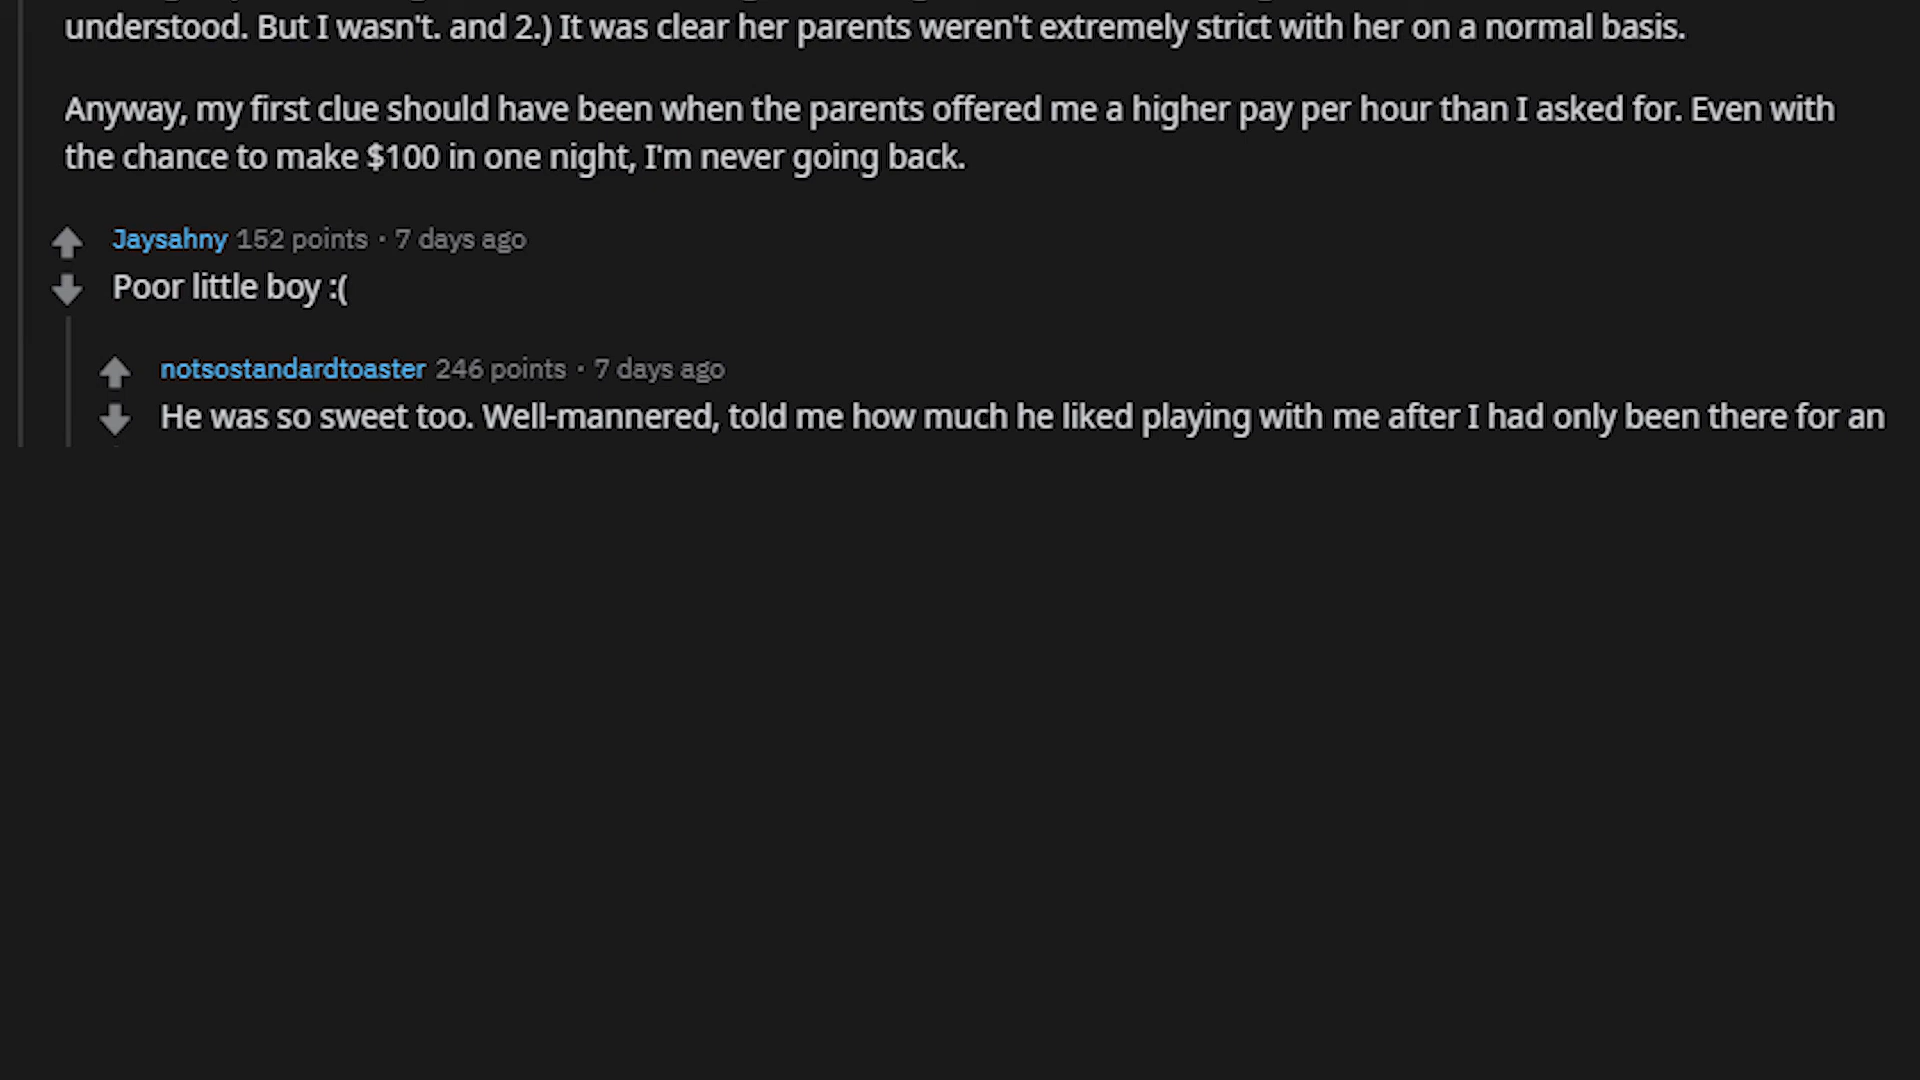 understood. But I wasn't. and 2.) It was clear her parents weren't extremely strict with her on a normal basis.
Anyway, my first clue should have been when the parents offered me a higher pay per hour than I asked for. Even with
the chance to make $100 in one night, I'm never going back.
Jaysahny 152 points · 7 days ago
Poor little boy :(
notsostandardtoaster 246 points · 7 days ago
He was so sweet too. Well-mannered, told me how much he liked playing with me after I had only been there for an